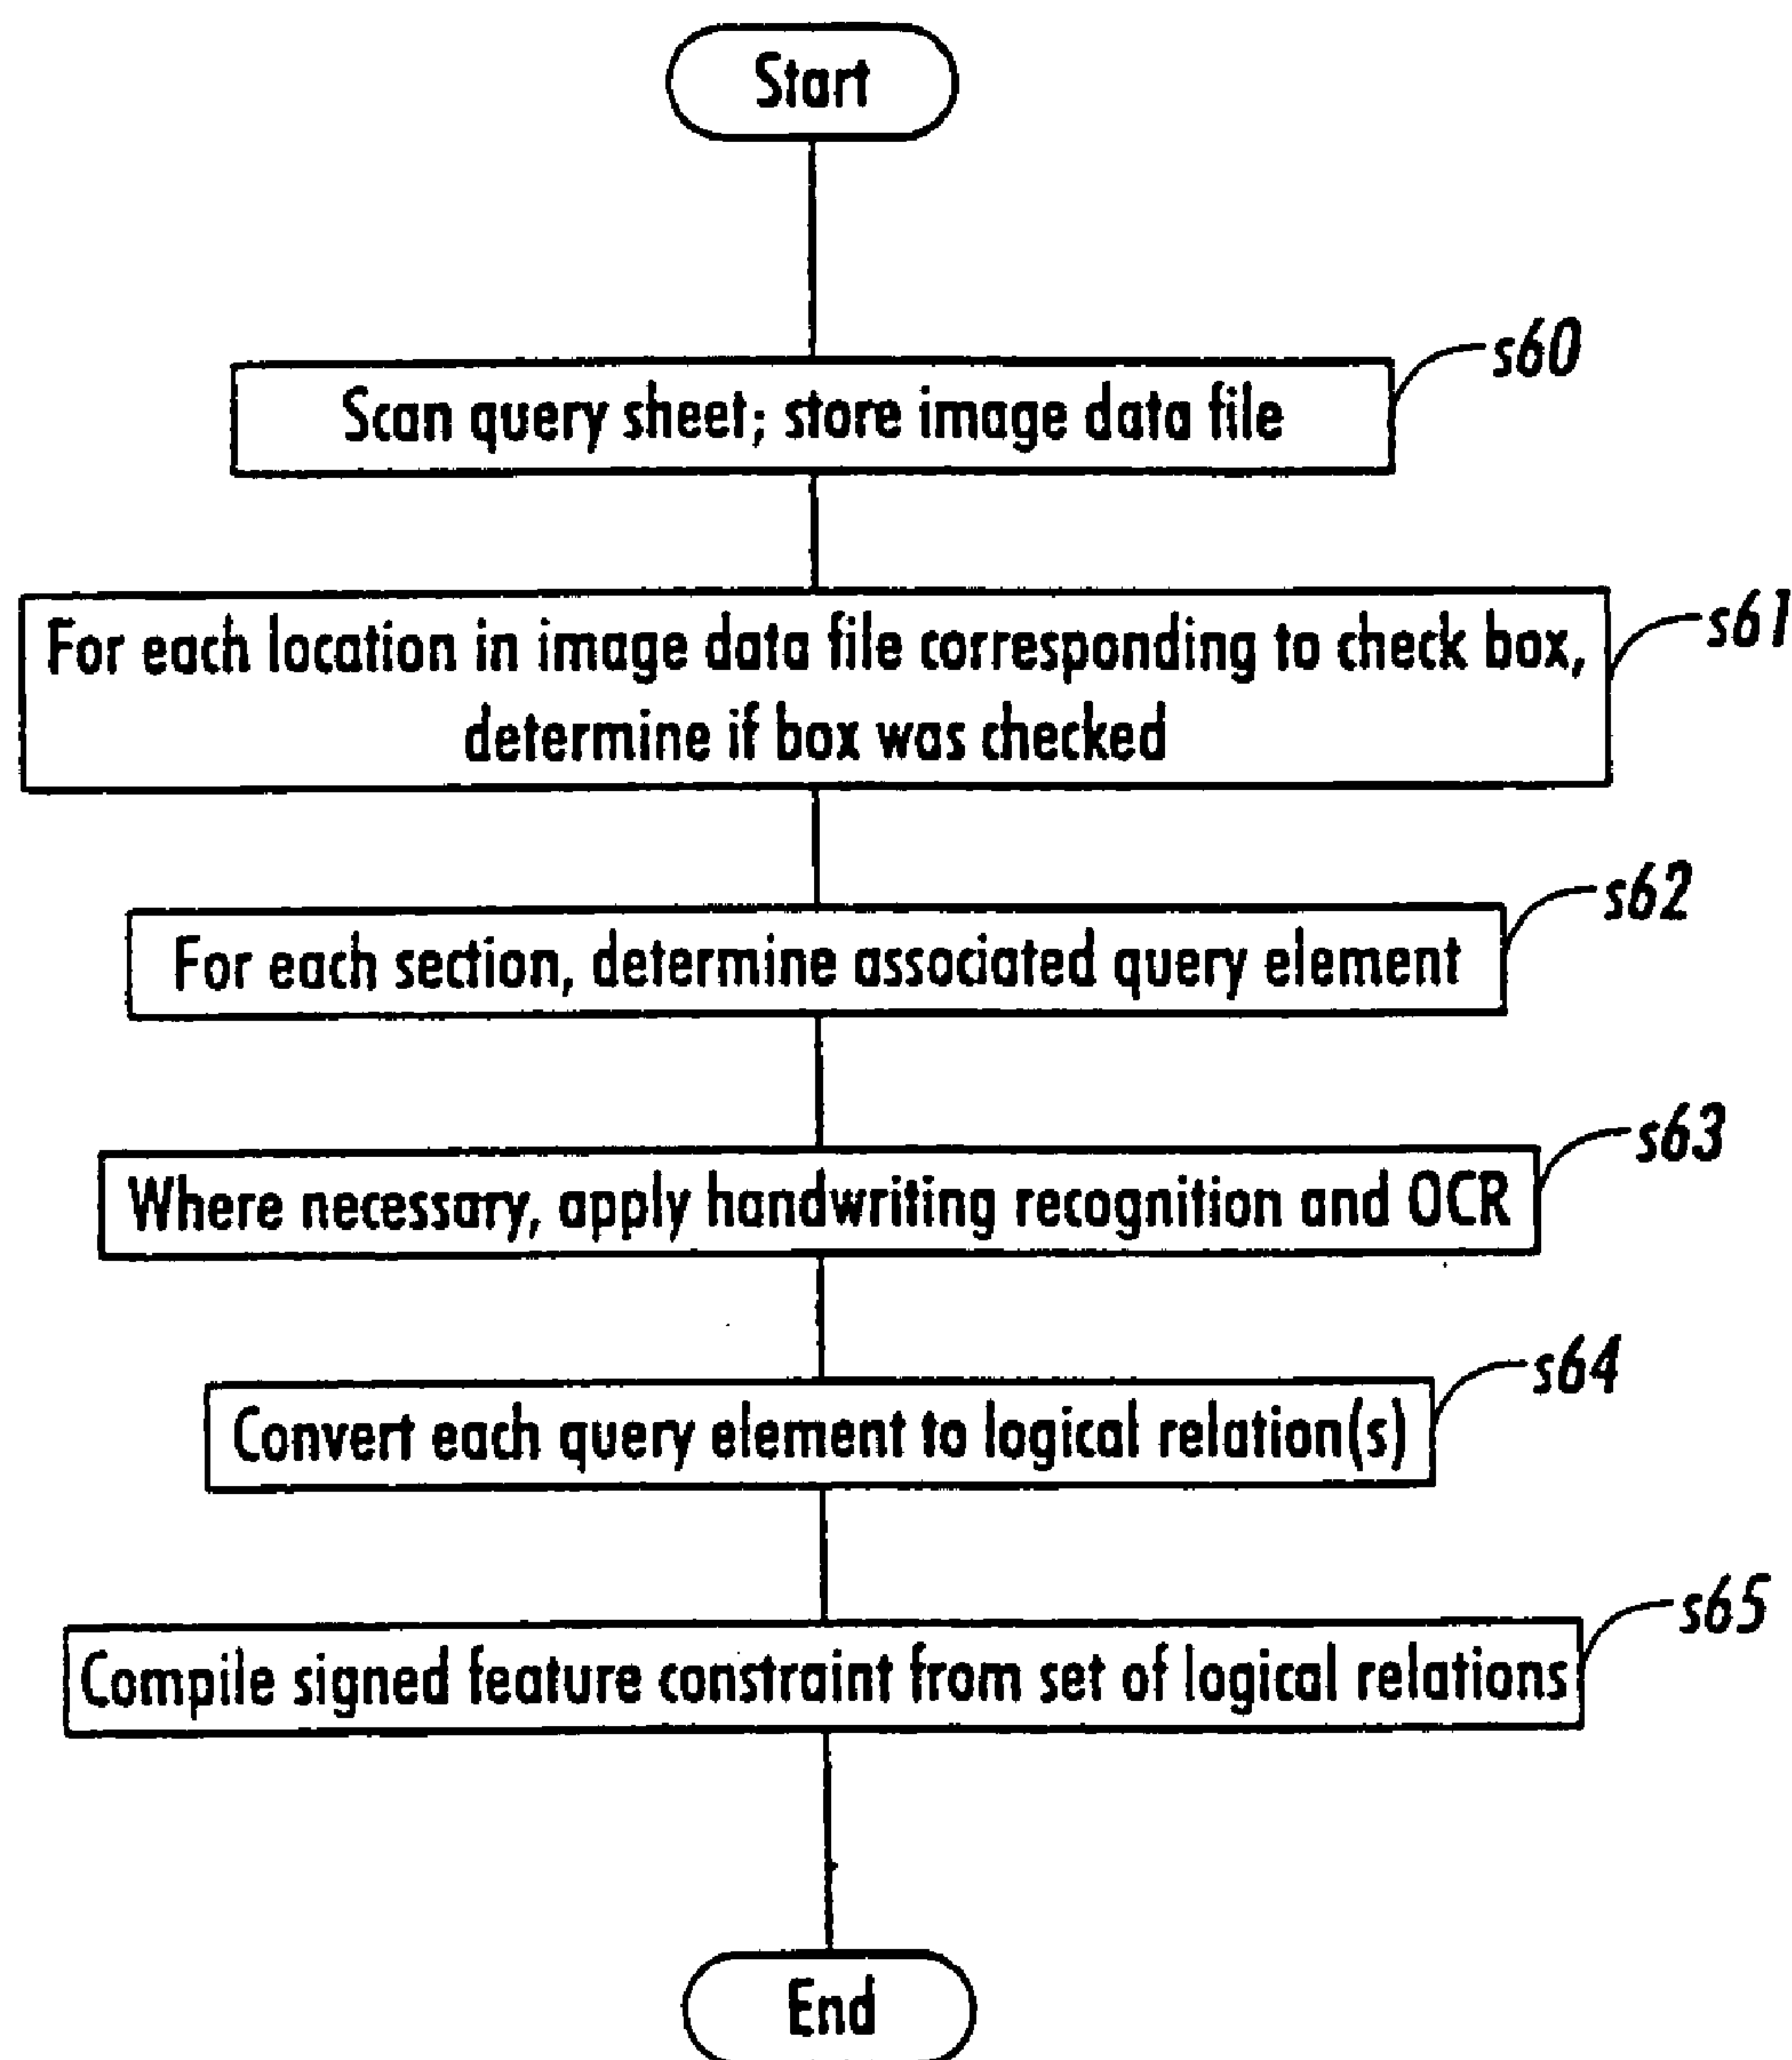 Start
s60
Scan query sheet; store image data file
s61
For each location in image data file corresponding to check box,
determine if box was checked
s62
For each section, determine associated query element
s63
Where necessary, apply handwriting recognition and OCR
s64
Convert each query element to logical relation(s)
s65
Compile signed feature constraint from set of logical relations
End